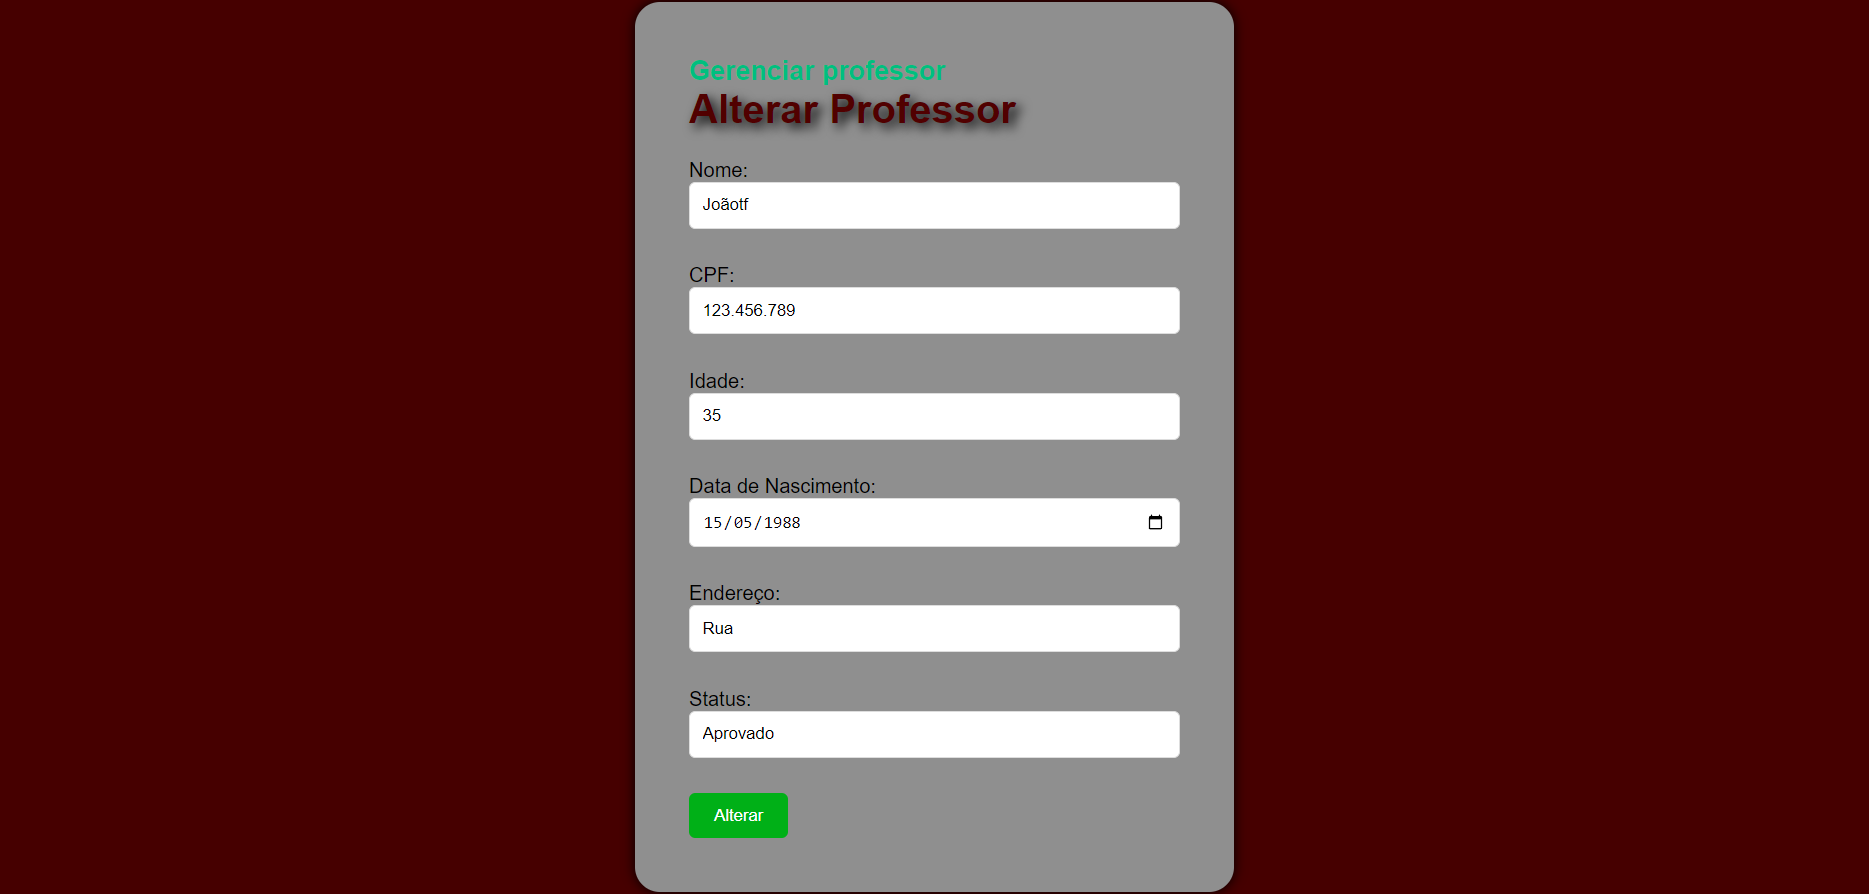 Gerenciar professor
Alterar Professor
Nome:
Joãotf
CPF:
123.456.789
Idade:
35
Data de Nascimento:
15/05/1988
Endereço:
Rua
Status:
Aprovado
Alterar